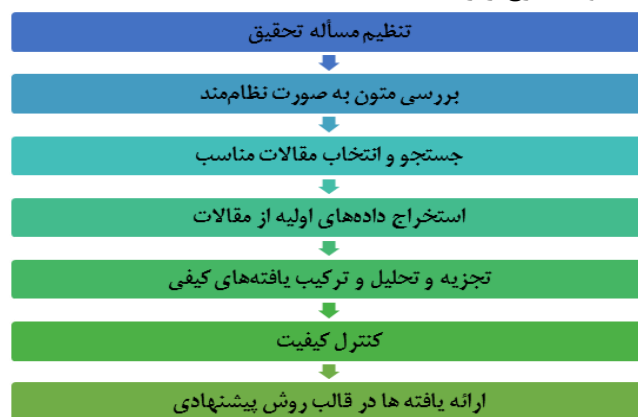 تنظیم مسأله تحقیق
بررسی متون به صورت نظام‌مند
جستجو و انتخاب مقالات مناسب
استخراج داده‌های اولیه از مقالات
تجزیه و تحلیل و ترکیب یافته‌های کیفی
کنترل کیفیت
ارائه یافته ها در قالب روش پیشنهادی